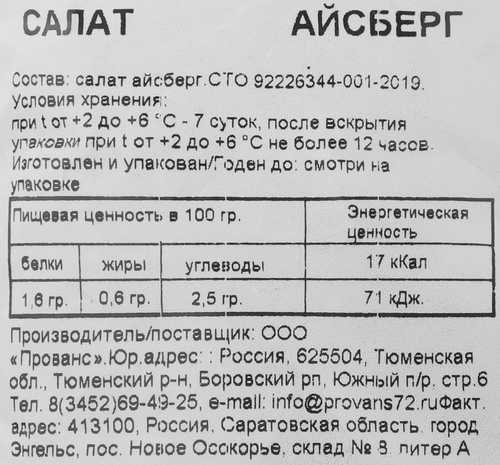 САЛАТ АЙСБЕРГ
Состав: салат айсберг.СТО 92226344-001-2019.
Условия хранения:
при t от +2 до +6 °С - 7 суток, после вскрытия
упаковки при t от +2 до +6 °С не более 12 часов.
Изготовлен и упакован/Годен до: смотри на
упаковке
Пищевая ценность в 100 гр. Энергетическая ценность
белки жиры углеводы 17 кКал
1,6 гр. 0,6 гр. 2,5 гр. 71 кДж.
Производитель/поставщик: ООО
«Прованс».Юр.адрес: : Россия, 625504, Тюменская
обл., Тюменский р-н, Боровский рп, Южный п/р. стр.6
Тел. 8(3452)69-49-25, e-mail: info@provans72.ruФакт.
адрес: 413100, Россия, Саратовская область, город
Энгельс, пос. Новое Осокорье, склад № 8. литер А